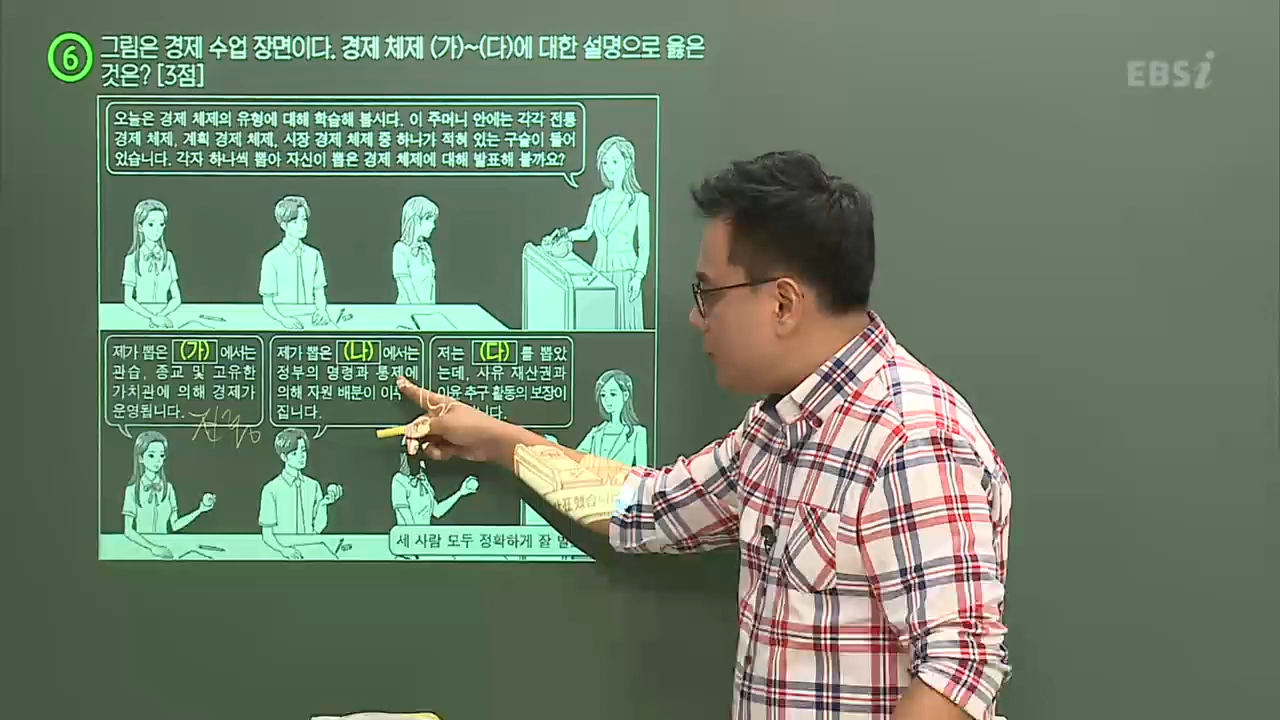 6 그림은 경제 수업 장면이다. 경제 체제 (가)~(다)에 대한 설명으로 옳은
것은? [3점]
EBSi
오늘은 경제 체제의 유형에 대해 학습해 봅시다. 이 주머니 안에는 각각 전통
경제 체제, 계획 경제 체제, 시장 경제 체제 중 하나가 적혀 있는 구슬이 들어
있습니다. 각자 하나씩 뽑아 자신이 뽑은 경제 체제에 대해 발표해 볼까요?
제가 뽑은 (가) 에서는
관습, 종교 및 고유한
가치관에 의해 경제가
운영됩니다.
전통
제가 뽑은 (나) 에서는
정부의 명령과 통제에
의해 자원 배분이
집니다.
저는 (다) 를 뽑았
는데, 사유 재산권과
이윤 추구 활동의 보장이
니다.
세 사람 모두 정확하게 잘
표했습니